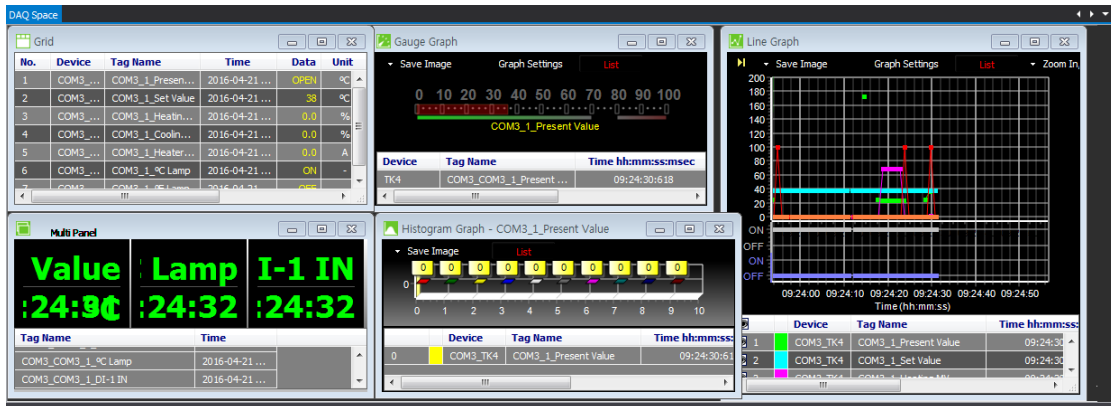 DAQ Space
Grid
No. Device Tag Name Time Data Unit
1 COM3_... COM3_1_Presen... 2016-04-21 ... OPEN ºC
2 COM3_... COM3_1_Set Value 2016-04-21 ... 38 ºC
3 COM3_... COM3_1_Heatin... 2016-04-21 ... 0.0 %
4 COM3_... COM3_1_Coolin... 2016-04-21 ... 0.0 %
5 COM3_... COM3_1_Heater... 2016-04-21 ... 0.0 A
6 COM3_... COM3_1_ºC Lamp 2016-04-21 ... ON -
Gauge Graph
Save Image Graph Settings List
0 10 20 30 40 50 60 70 80 90 100
COM3_1_Present Value
Device Tag Name Time hh:mm:ss:msec
TK4 COM3_COM3_1_Present ... 09:24:30:618
Line Graph
Save Image Graph Settings List Zoom In,
200
180
160
140
120
100
80
60
40
20
0
ON
OFF
ON
OFF
09:24:00 09:24:10 09:24:20 09:24:30 09:24:40 09:24:50
Time(hh:mm:ss)
Device Tag Name Time hh:mm:ss:
1 COM3_TK4 COM3_1_Present Value 09:24:30
2 COM3_TK4 COM3_1_Set Value 09:24:30
Multi Panel
Value Lamp I-1 IN
:24:32 :24:32
Tag Name Time
COM3_COM3_1_ºC Lamp 2016-04-21 ...
COM3_COM3_1_DI-1 IN 2016-04-21 ...
Histogram Graph - COM3_1_Present Value
Save Image List
0 0 0 0 0 0 0 0 0 0
0
0 1 2 3 4 5 6 7 8 9 10
Device Tag Name Time hh:mm:ss
0 COM3_TK4 COM3_1_Present Value 09:24:30:61